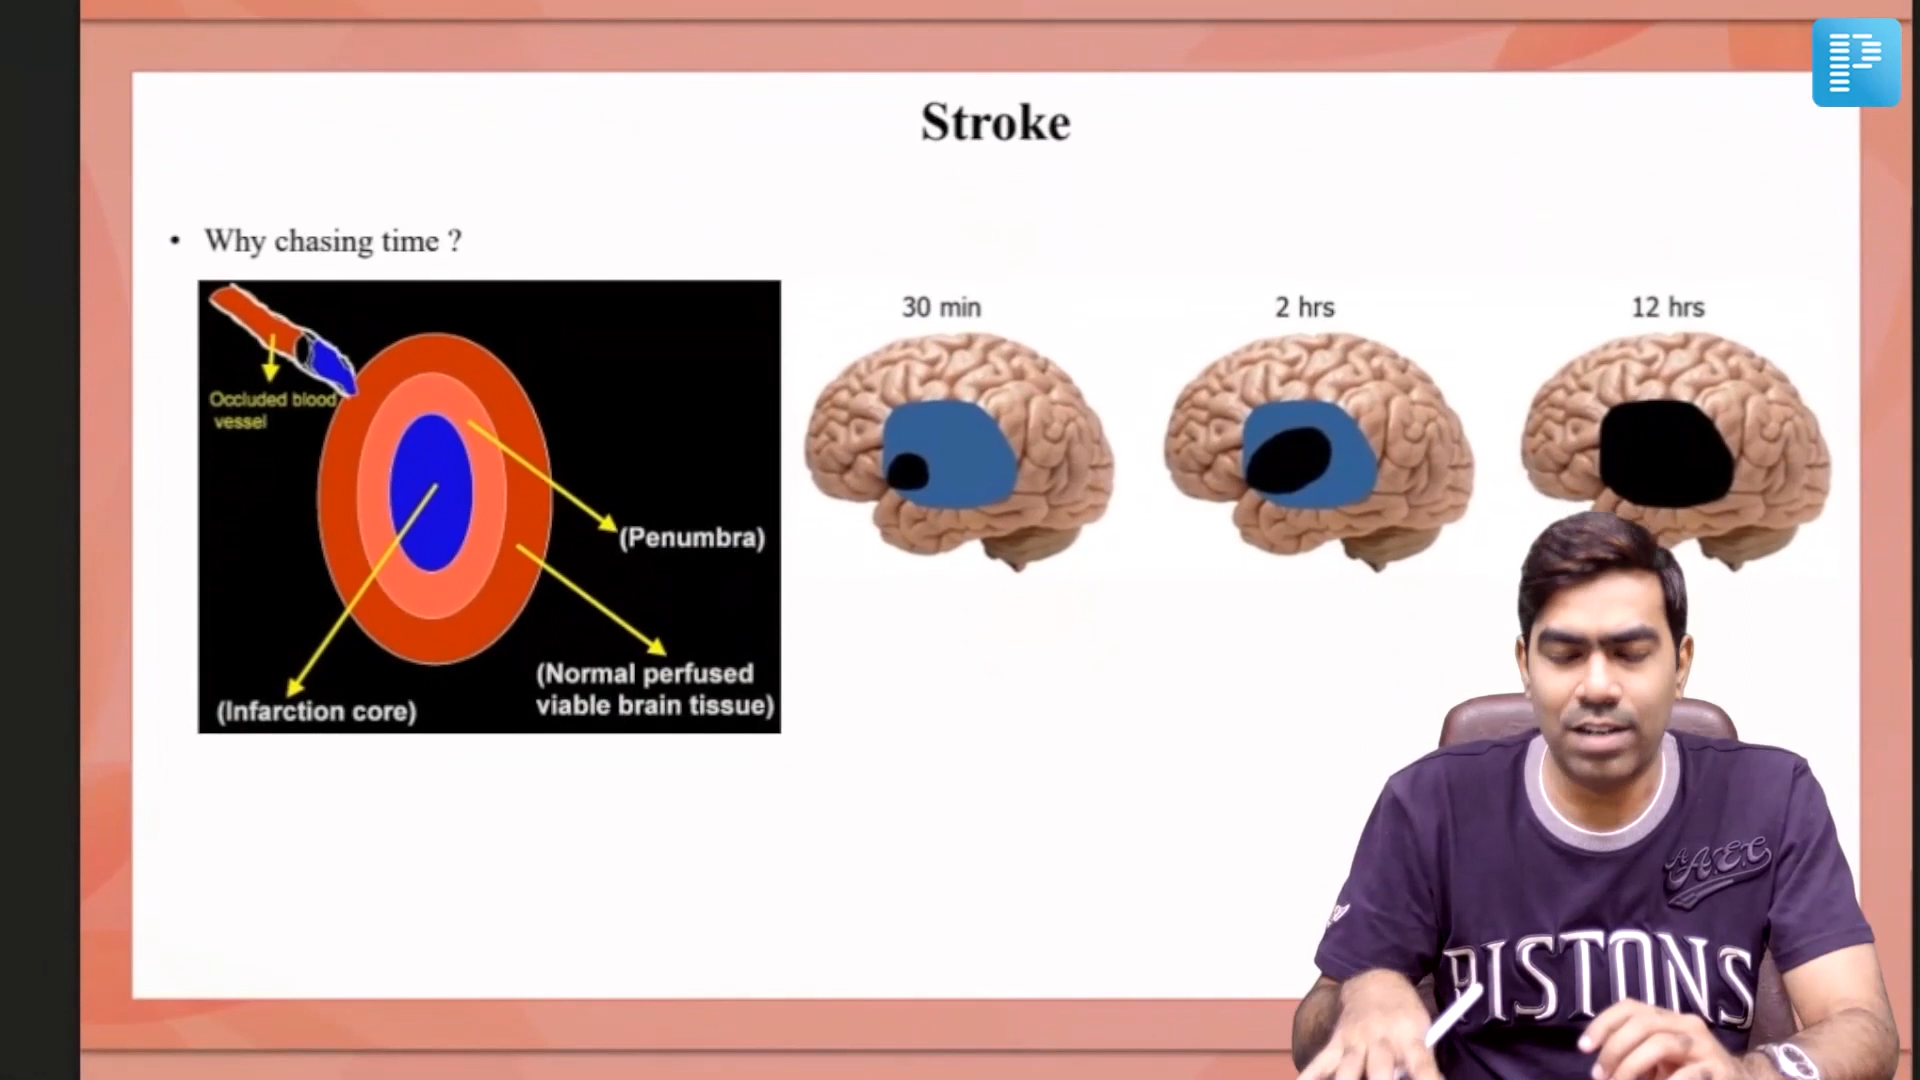 Stroke
• Why chasing time ?
Occluded blood
vessel
(Penumbra)
(Normal perfused
viable brain tissue)
(Infarction core)
30 min
2 hrs
12 hrs
A.E.C
PISTONS